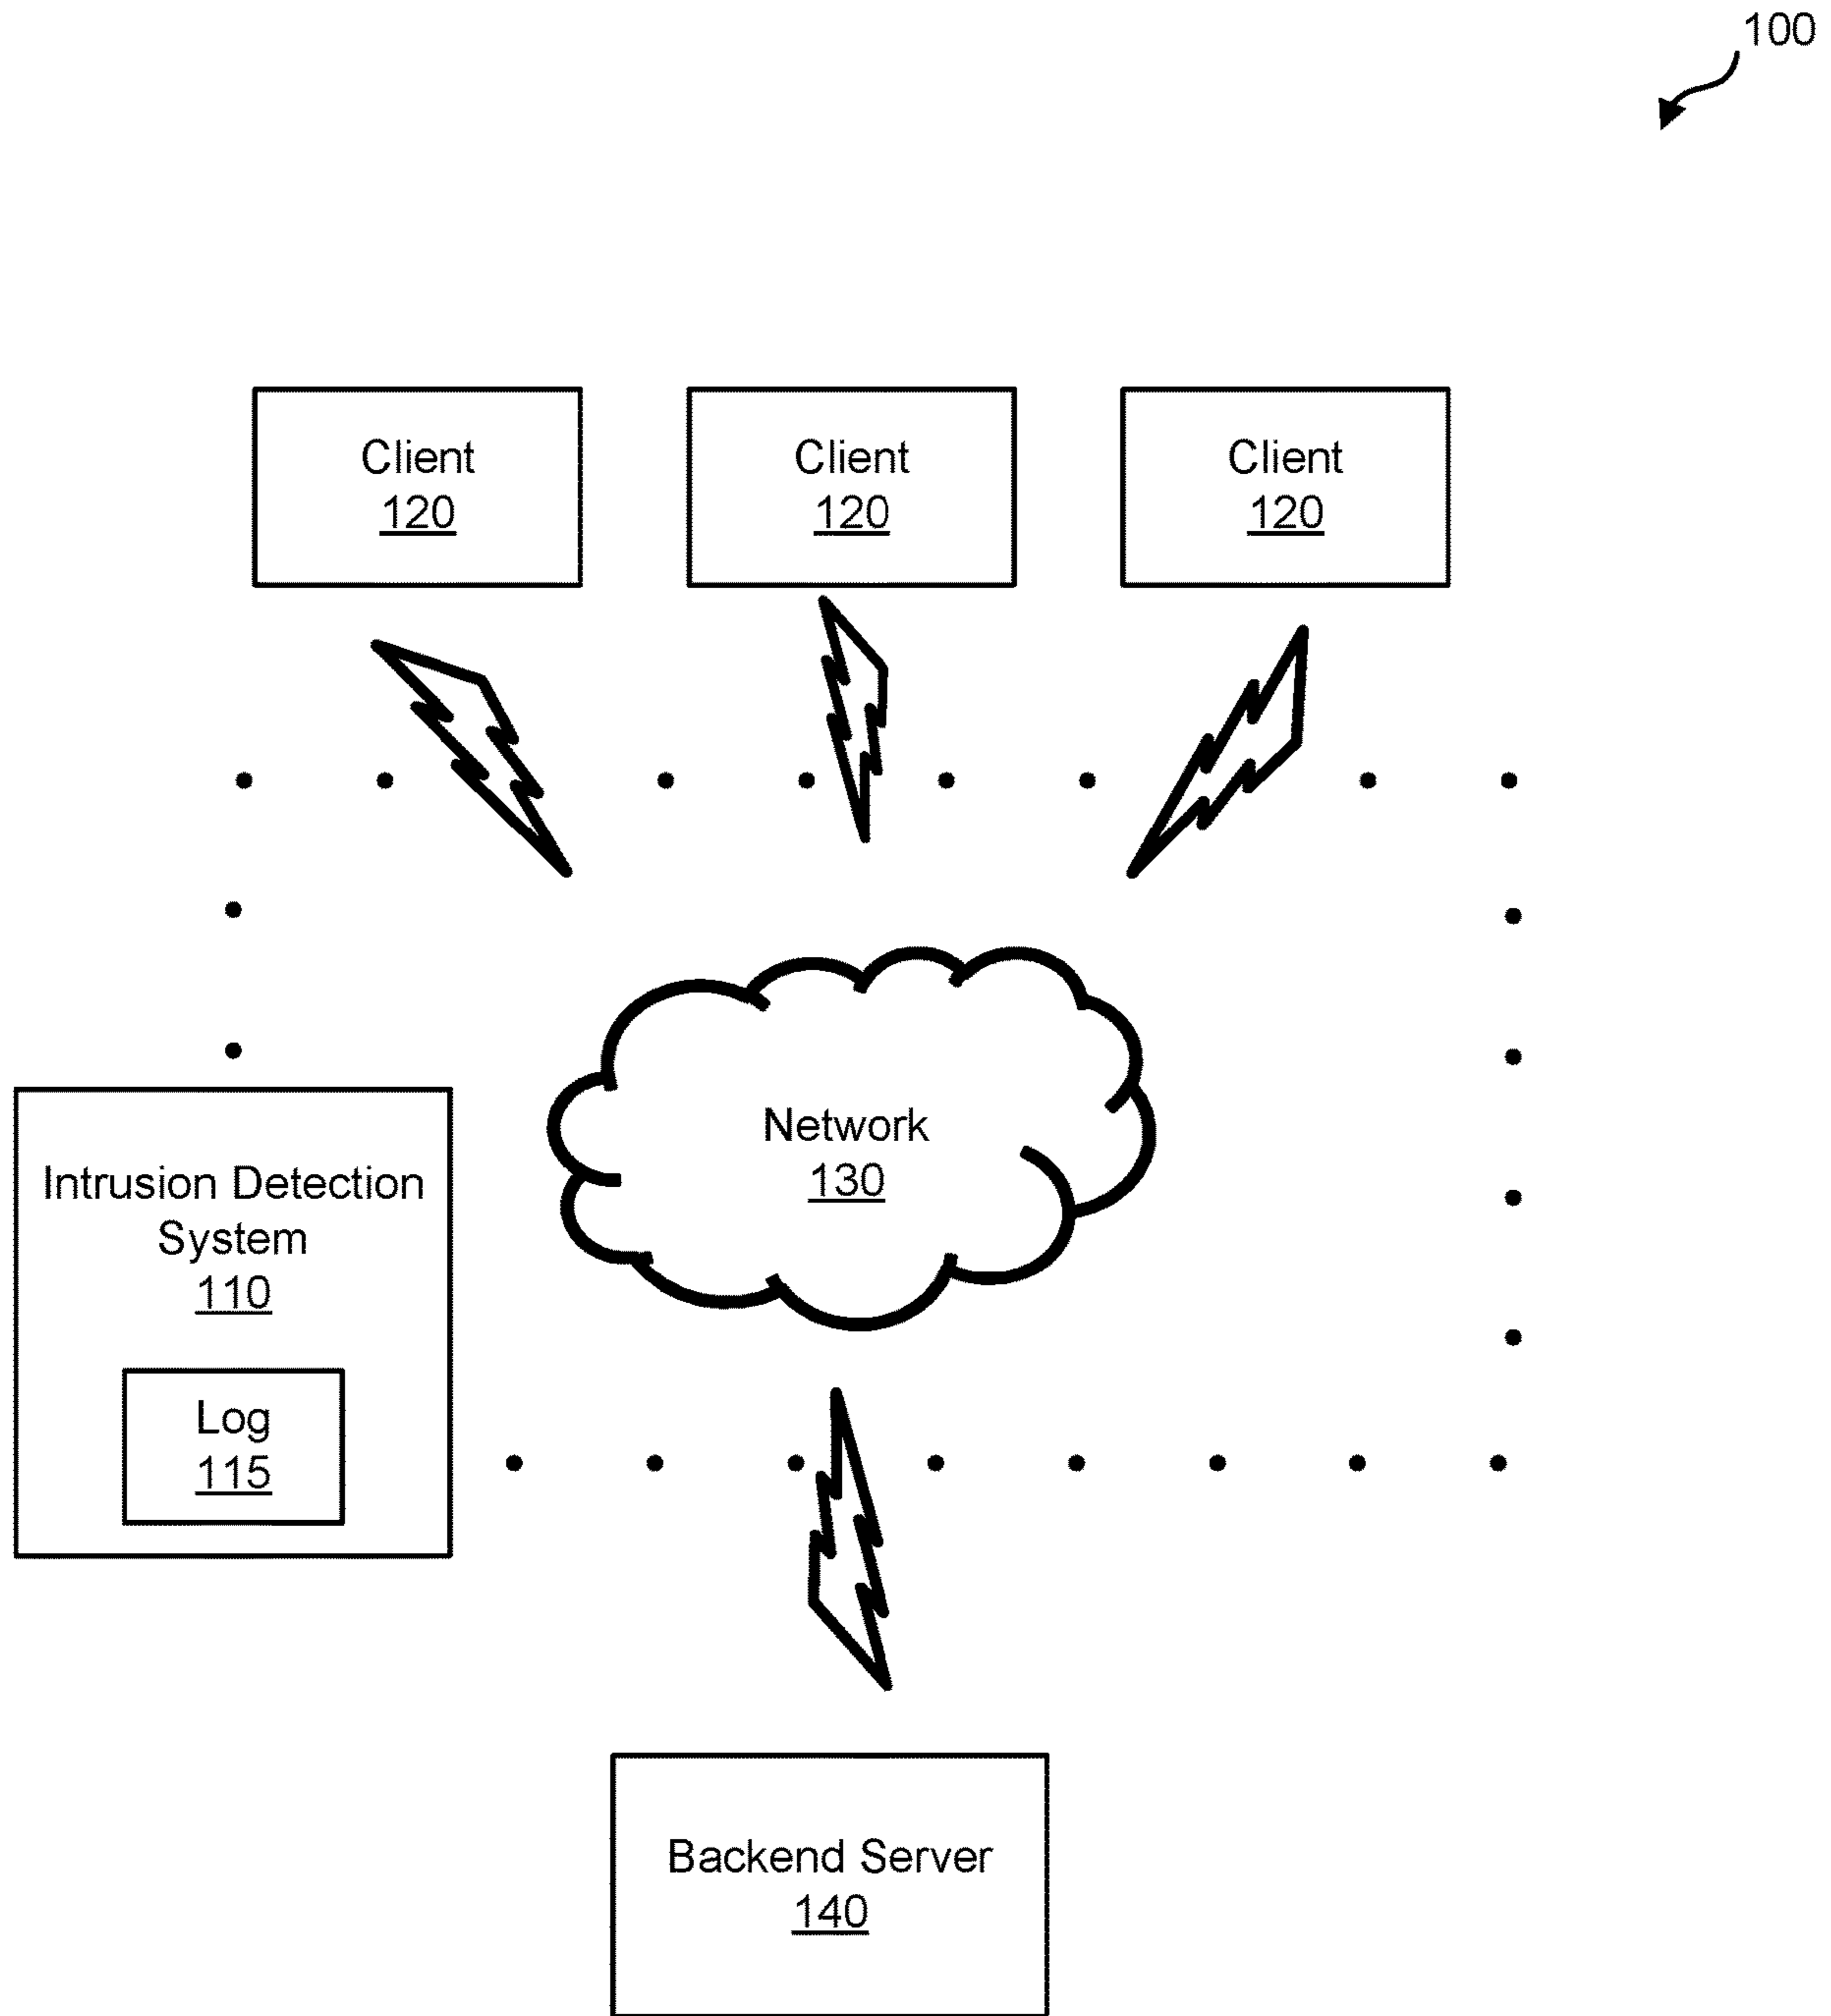 100
Client
120
Client
120
Client
120
Network
130
Intrusion Detection
System
110
Log
115
Backend Server
140